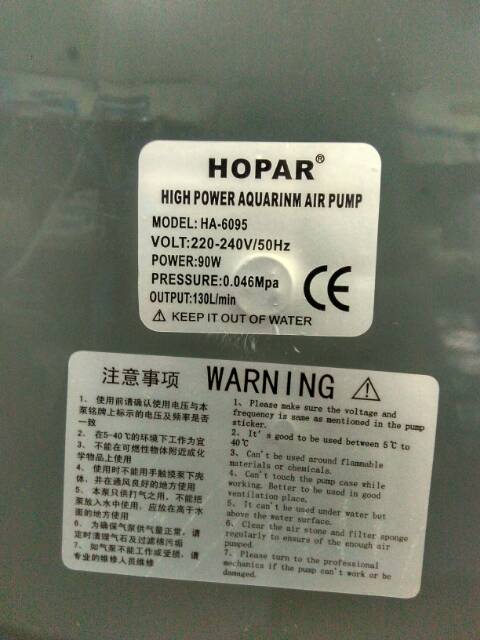 HOPAR®
HIGH POWER AQUARINM AIR PUMP
MODEL: HA-6095
VOLT:220-240V/50Hz
POWER:90W
PRESSURE:0.046Mpa
OUTPUT:130L/min
CE
⚠ KEEP IT OUT OF WATER
注意事项 WARNING ⚠
1、使用前请确认使用电压与本
泵铭牌上标示的电压及频率是否
一致
2、在5-40℃的环境下工作为宜
3、不能在可燃性物体附近或化
学物品上使用
4、使用时不能用手触摸泵下壳
体，并在通风良好的地方使用
5、本泵只供打气之用，不能把
泵放入水中使用，应放在高于水
面的地方使用
6、为确保气泵供气量正常，请
定时清理气石及过滤棉污垢
7、如气泵不能工作或受损，请
专业的维修人员维修
1、Please make sure the voltage and
frequency is same as mentioned in the pump
sticker.
2、It's good to be used between 5℃ to
40℃
3、Can't be used around flammable
materials or chemicals.
4、Can't touch the pump case while
working. Better to be used in good
ventilation place.
5、It can't be used under water but
above the water surface.
6、Clear the air stone and filter sponge
regularly to ensure of the enough air
pumped.
7、Please turn to the professional
mechanics if the pump can't work or be
damaged.